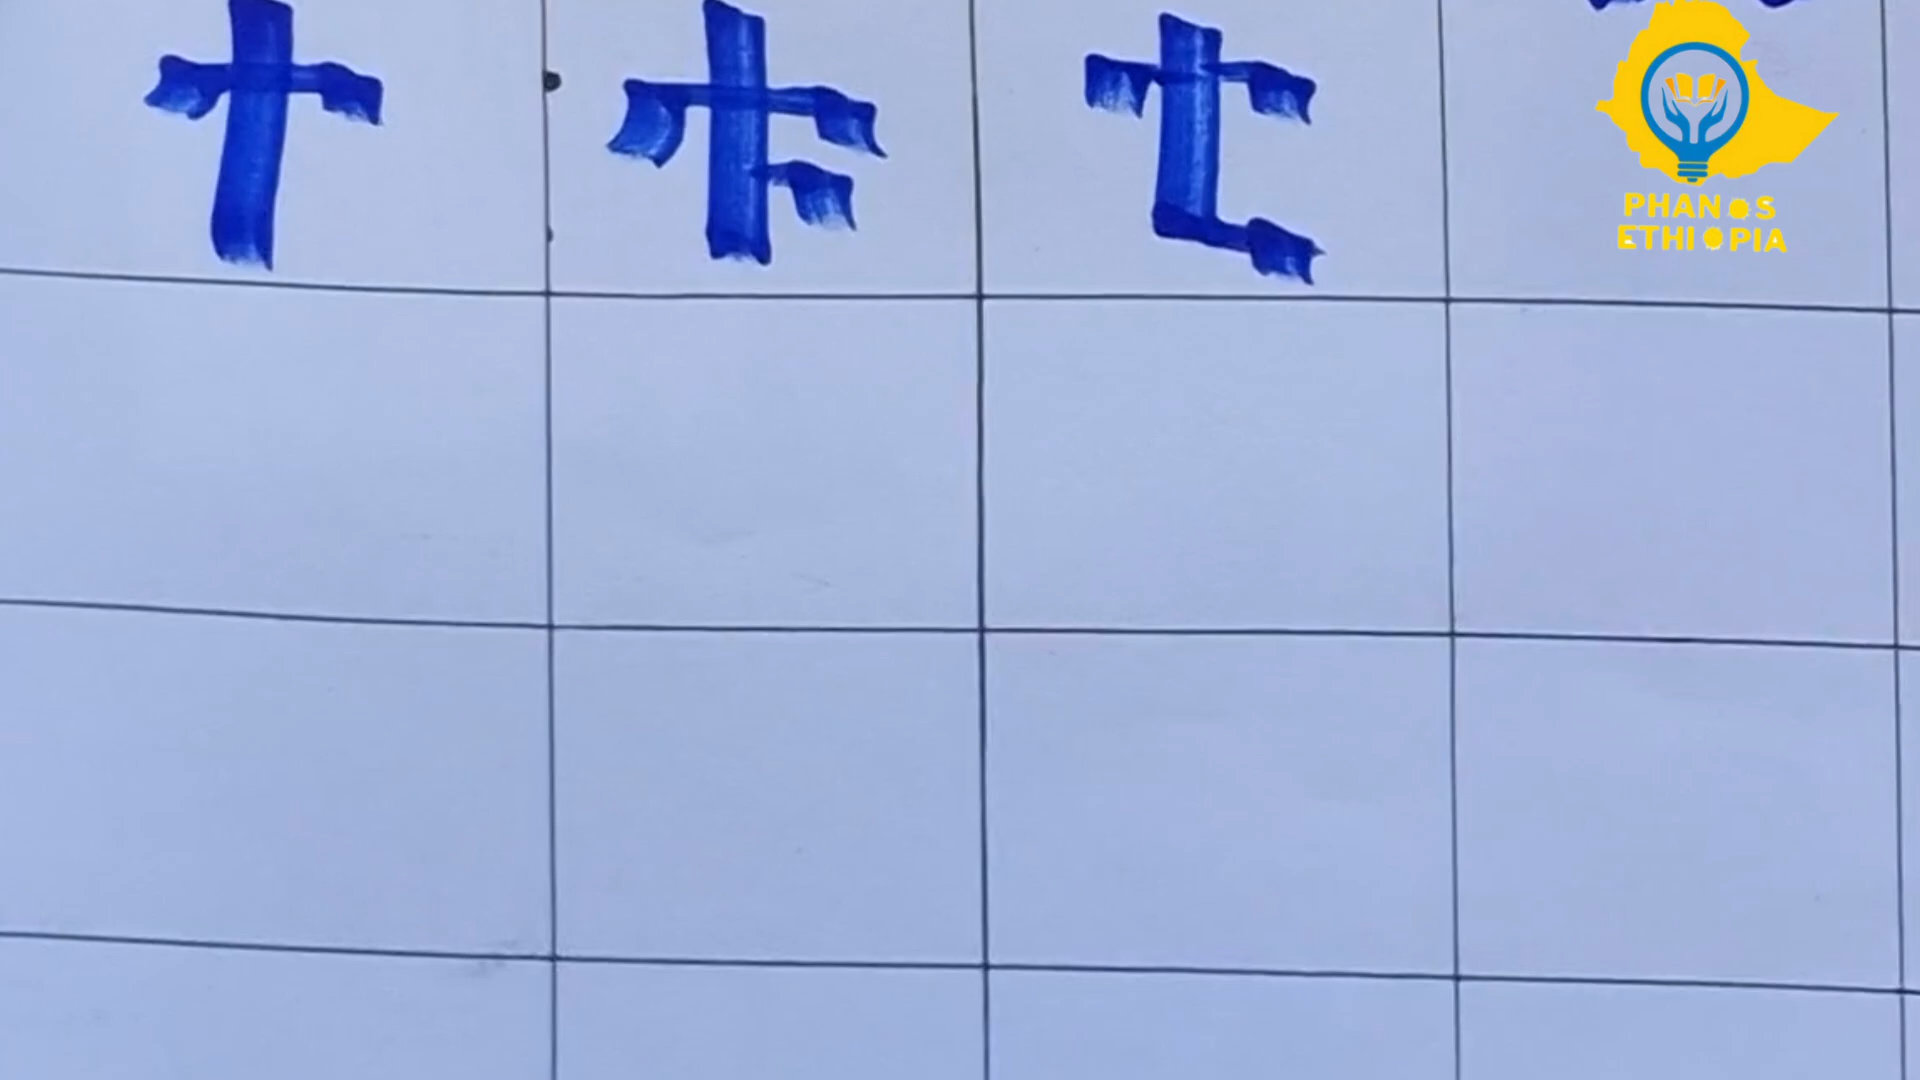 ተ ቱ ቲ
PHANOS
ETHIOPIA